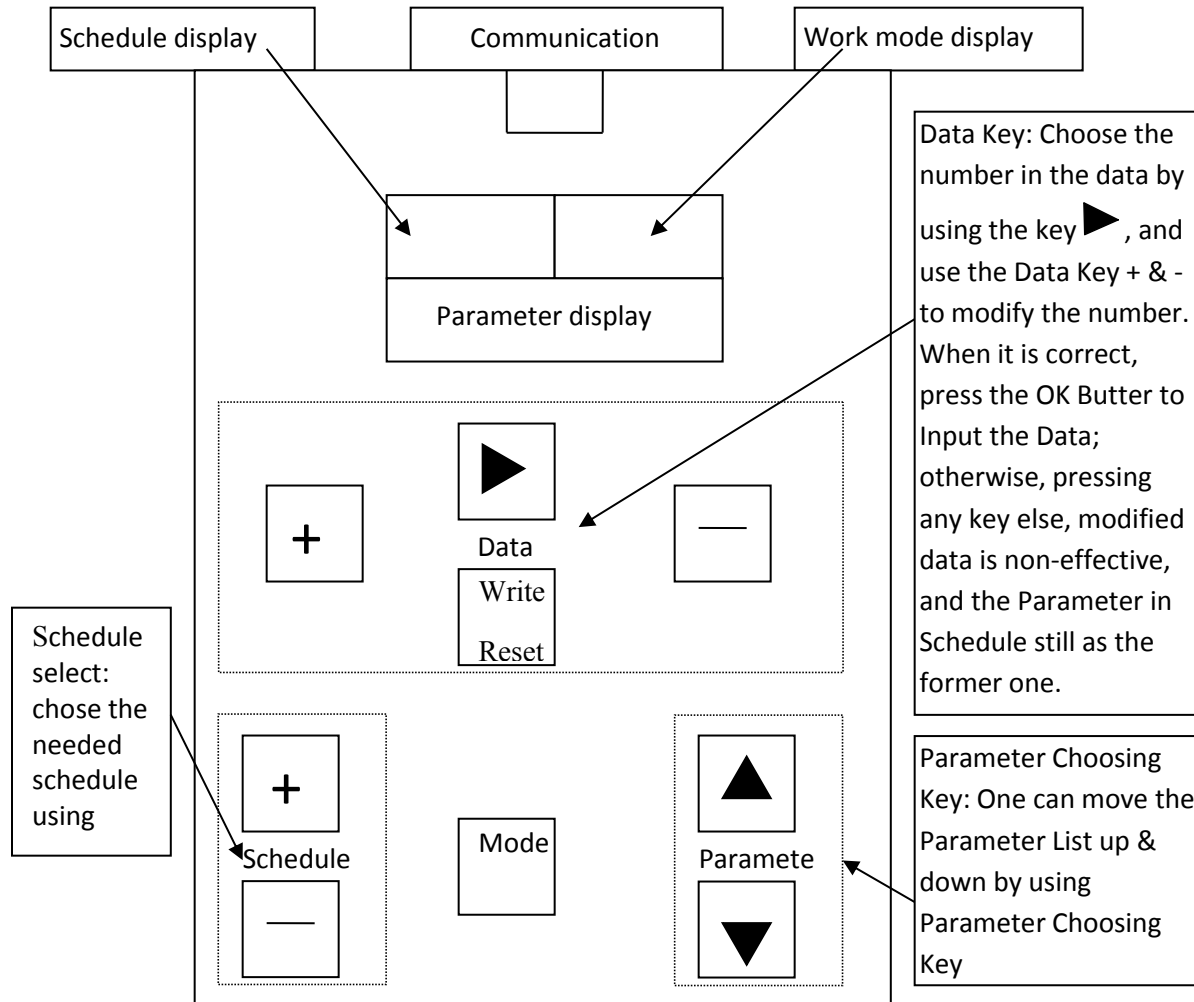 Schedule display
Communication
Work mode display
Parameter display
Data Key: Choose the
number in the data by
using the key ▶ , and
use the Data Key + & -
to modify the number.
When it is correct,
press the OK Butter to
Input the Data;
otherwise, pressing
any key else, modified
data is non-effective,
and the Parameter in
Schedule still as the
former one.
+
Data
—
Write
Reset
Schedule
select:
chose the
needed
schedule
using
+
Schedule
—
Mode
Paramete
Parameter Choosing
Key: One can move the
Parameter List up &
down by using
Parameter Choosing
Key